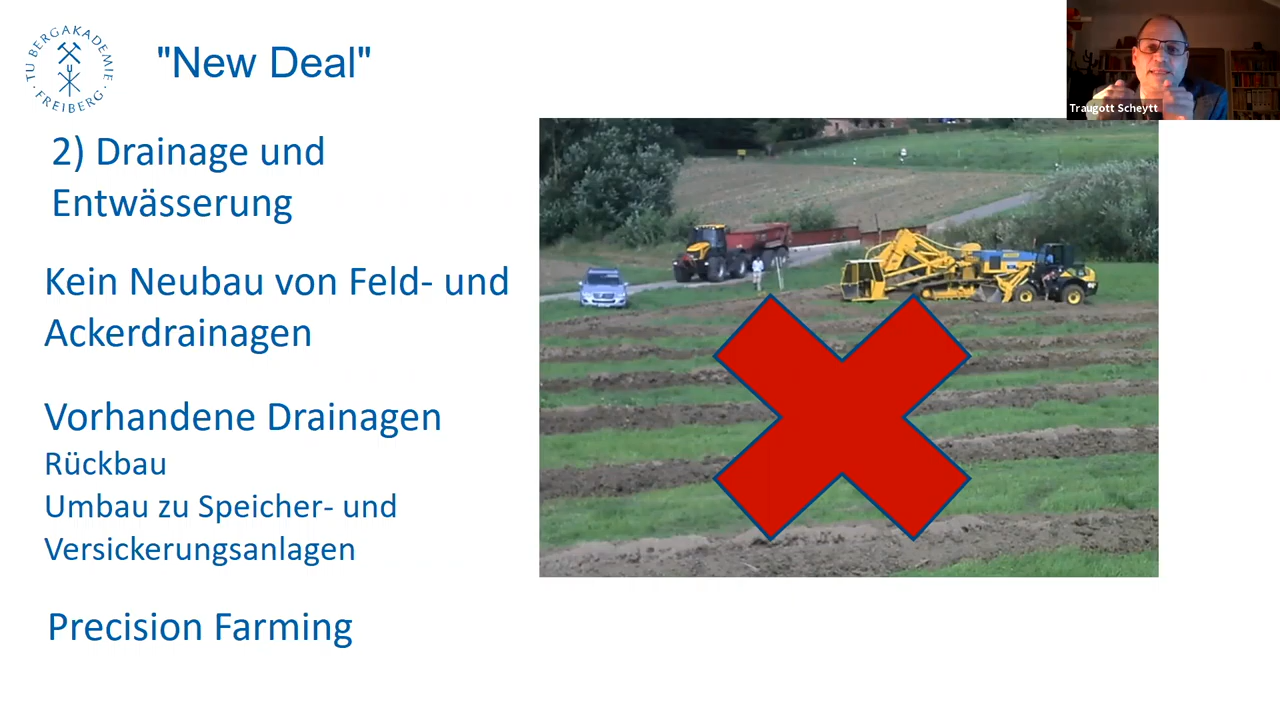 TU BERGAKADEMIE
FREIBERG
"New Deal"
Traugott Scheytt
2) Drainage und
Entwässerung
Kein Neubau von Feld- und
Ackerdrainagen
Vorhandene Drainagen
Rückbau
Umbau zu Speicher- und
Versickerungsanlagen
Precision Farming